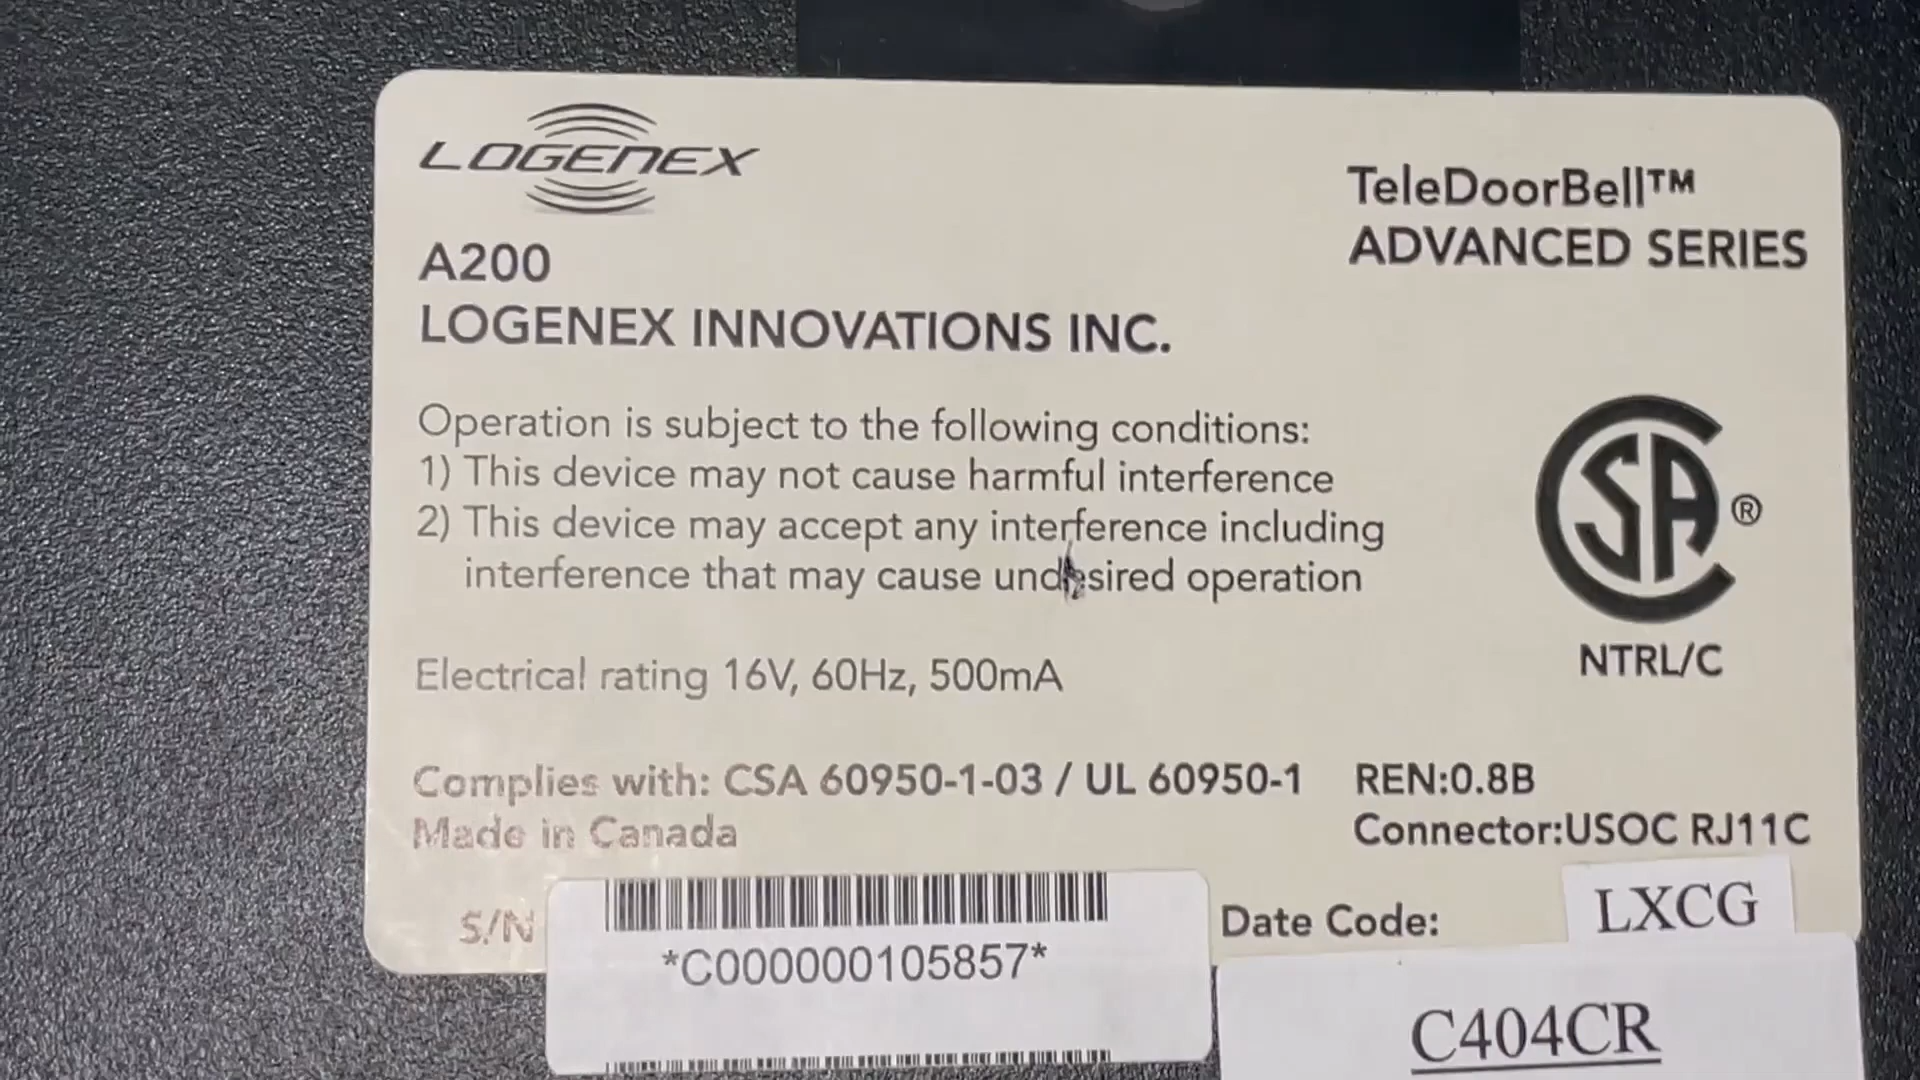 LOGENEX
TeleDoorBell™
ADVANCED SERIES
A200
LOGENEX INNOVATIONS INC.
Operation is subject to the following conditions:
1) This device may not cause harmful interference
2) This device may accept any interference including
interference that may cause undesired operation
CSA®
NTRL/C
Electrical rating 16V, 60Hz, 500mA
Complies with: CSA 60950-1-03 / UL 60950-1
Made in Canada
REN:0.8B
Connector:USOC RJ11C
S/N
*C000000105857*
Date Code:
LXCG
C404CR